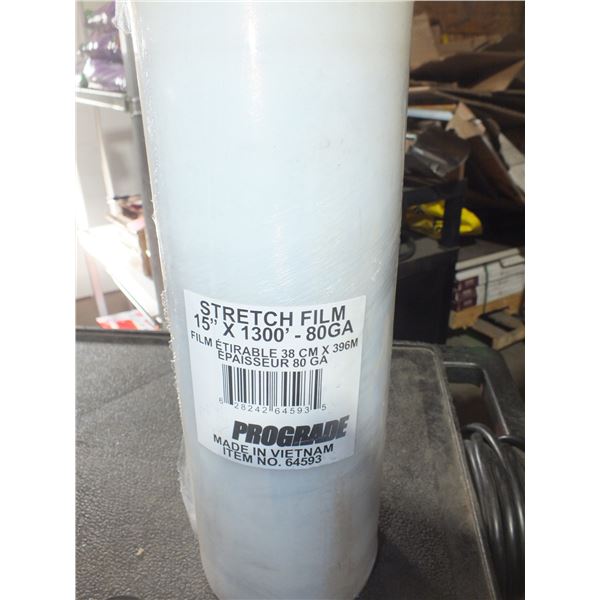 STRETCH FILM
15" X 1300' - 80GA
FILM ÉTIRABLE 38 CM X 396M
ÉPAISSEUR 80 GA
6 28242 64593 5
PROGRADE
MADE IN VIETNAM
ITEM NO. 64593